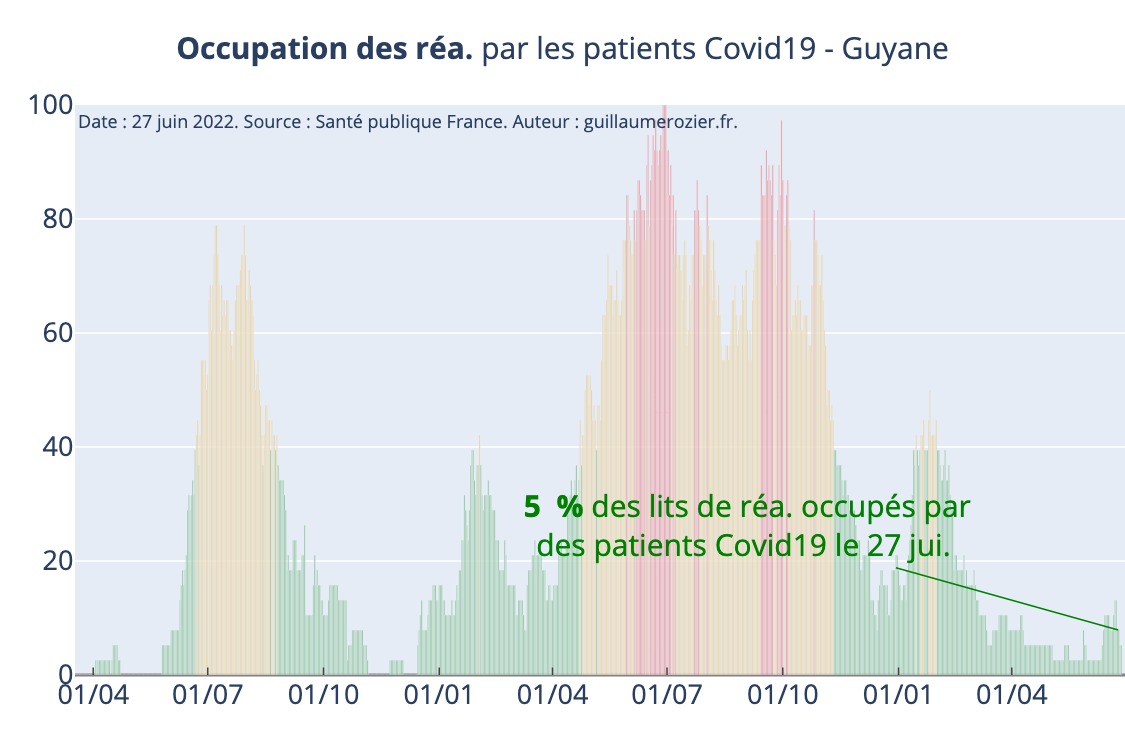 Occupation des réa. par les patients Covid19 - Guyane
100
Date : 27 juin 2022. Source : Santé publique France. Auteur : guillaumerozier.fr.
80
60
40
5 % des lits de réa. occupés par
des patients Covid19 le 27 jui.
20
0
01/04 01/07 01/10 01/01 01/04 01/07 01/10 01/01 01/04